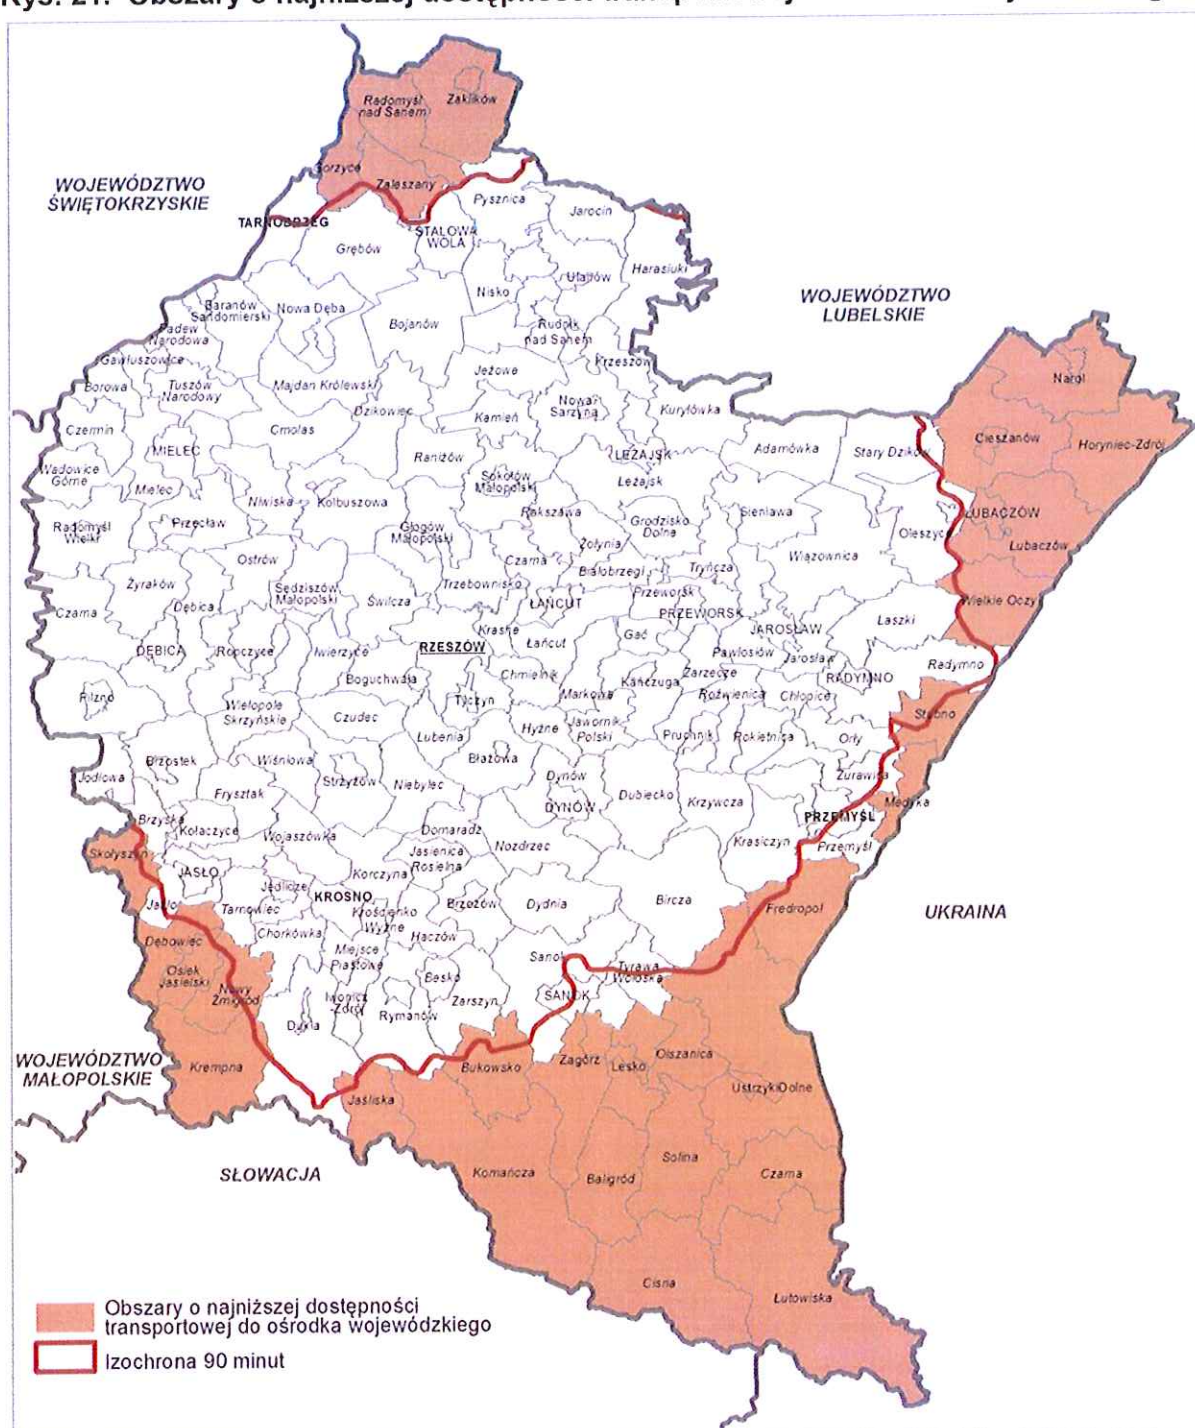 WOJEWÓDZTWO
ŚWIĘTOKRZYSKIE
Radomyśl
nad Sanem
Zaklików
Gorzyce
Zaleszany
TARNOBRZEG
Pysznica
Jarocin
STALOWA
WOLA
Grębów
Harasiuki
Ulanów
Nisko
WOJEWÓDZTWO
LUBELSKIE
Baranów
Sandomierski
Nowa Dęba
Bojanów
Rudnik
nad Sanem
Padew
Narodowa
Gawłuszowice
Krzeszów
Jeżowe
Narol
Borowa
Tuszów
Narodowy
Majdan Królewski
Dzikowiec
Kamień
Nowa
Sarzyna
Kuryłówka
Czermin
Cmolas
Cieszanów
Horyniec-Zdrój
MIELEC
Raniżów
LEŻAJSK
Adamówka
Stary Dzików
Wadowice
Górne
Mielec
Sokołów
Małopolski
Leżajsk
Niwiska
Kolbuszowa
Rakszawa
Sieniawa
LUBACZÓW
Radomyśl
Wielki
Przecław
Głogów
Małopolski
Grodzisko
Dolne
Oleszyce
Lubaczów
Ostrów
Czarna
Żołynia
Wiązownica
Żyraków
Sędziszów
Małopolski
Trzebownisko
Białobrzegi
Tryńcza
Czarna
Dębica
Świlcza
ŁAŃCUT
Przeworsk
PRZEWORSK
Wielkie Oczy
Laszki
DĘBICA
Ropczyce
Iwierzyce
RZESZÓW
Krasne
Łańcut
Gać
JAROSŁAW
Pawłosiów
Jarosław
Radymno
Boguchwała
Chmielnik
Markowa
Kańczuga
Zarzecze
Roźwienica
Chłopice
RADYMNO
Pilzno
Wielopole
Skrzyńskie
Czudec
Tyczyn
Stubno
Lubenia
Hyżne
Jawornik
Polski
Pruchnik
Rokietnica
Orły
Jodłowa
Brzostek
Wiśniowa
Strzyżów
Niebylec
Błażowa
Dynów
DYNÓW
Żurawica
Dubiecko
Krzywcza
Medyka
Frysztak
PRZEMYŚL
Brzyska
Kołaczyce
Wojaszówka
Domaradz
Jasienica
Rosielna
Nozdrzec
Krasiczyn
Przemyśl
Skołyszyn
JASŁO
Jedlicze
Korczyna
Jasło
Tarnowiec
KROSNO
Krościenko
Wyżne
Brzozów
Dydnia
Bircza
Fredropol
UKRAINA
Dębowiec
Chorkówka
Haczów
Miejsce
Piastowe
Sanok
Tyrawa
Wołoska
Osiek
Jasielski
Nowy
Żmigród
Besko
Zarszyn
SANOK
Iwonicz
-Zdrój
Rymanów
Dukla
WOJEWÓDZTWO
MAŁOPOLSKIE
Krempna
Bukowsko
Zagórz
Lesko
Olszanica
Ustrzyki Dolne
Jaśliska
SŁOWACJA
Komańcza
Baligród
Solina
Czarna
Cisna
Lutowiska
Obszary o najniższej dostępności
transportowej do ośrodka wojewódzkiego
Izochrona 90 minut